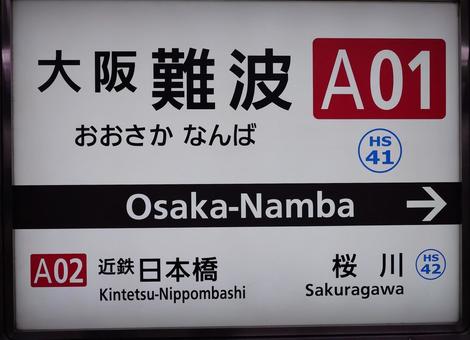 大阪難波 A01
おおさか なんば
HS
41
Osaka-Namba →
A02 近鉄日本橋
Kintetsu-Nippombashi
桜川 HS
42
Sakuragawa